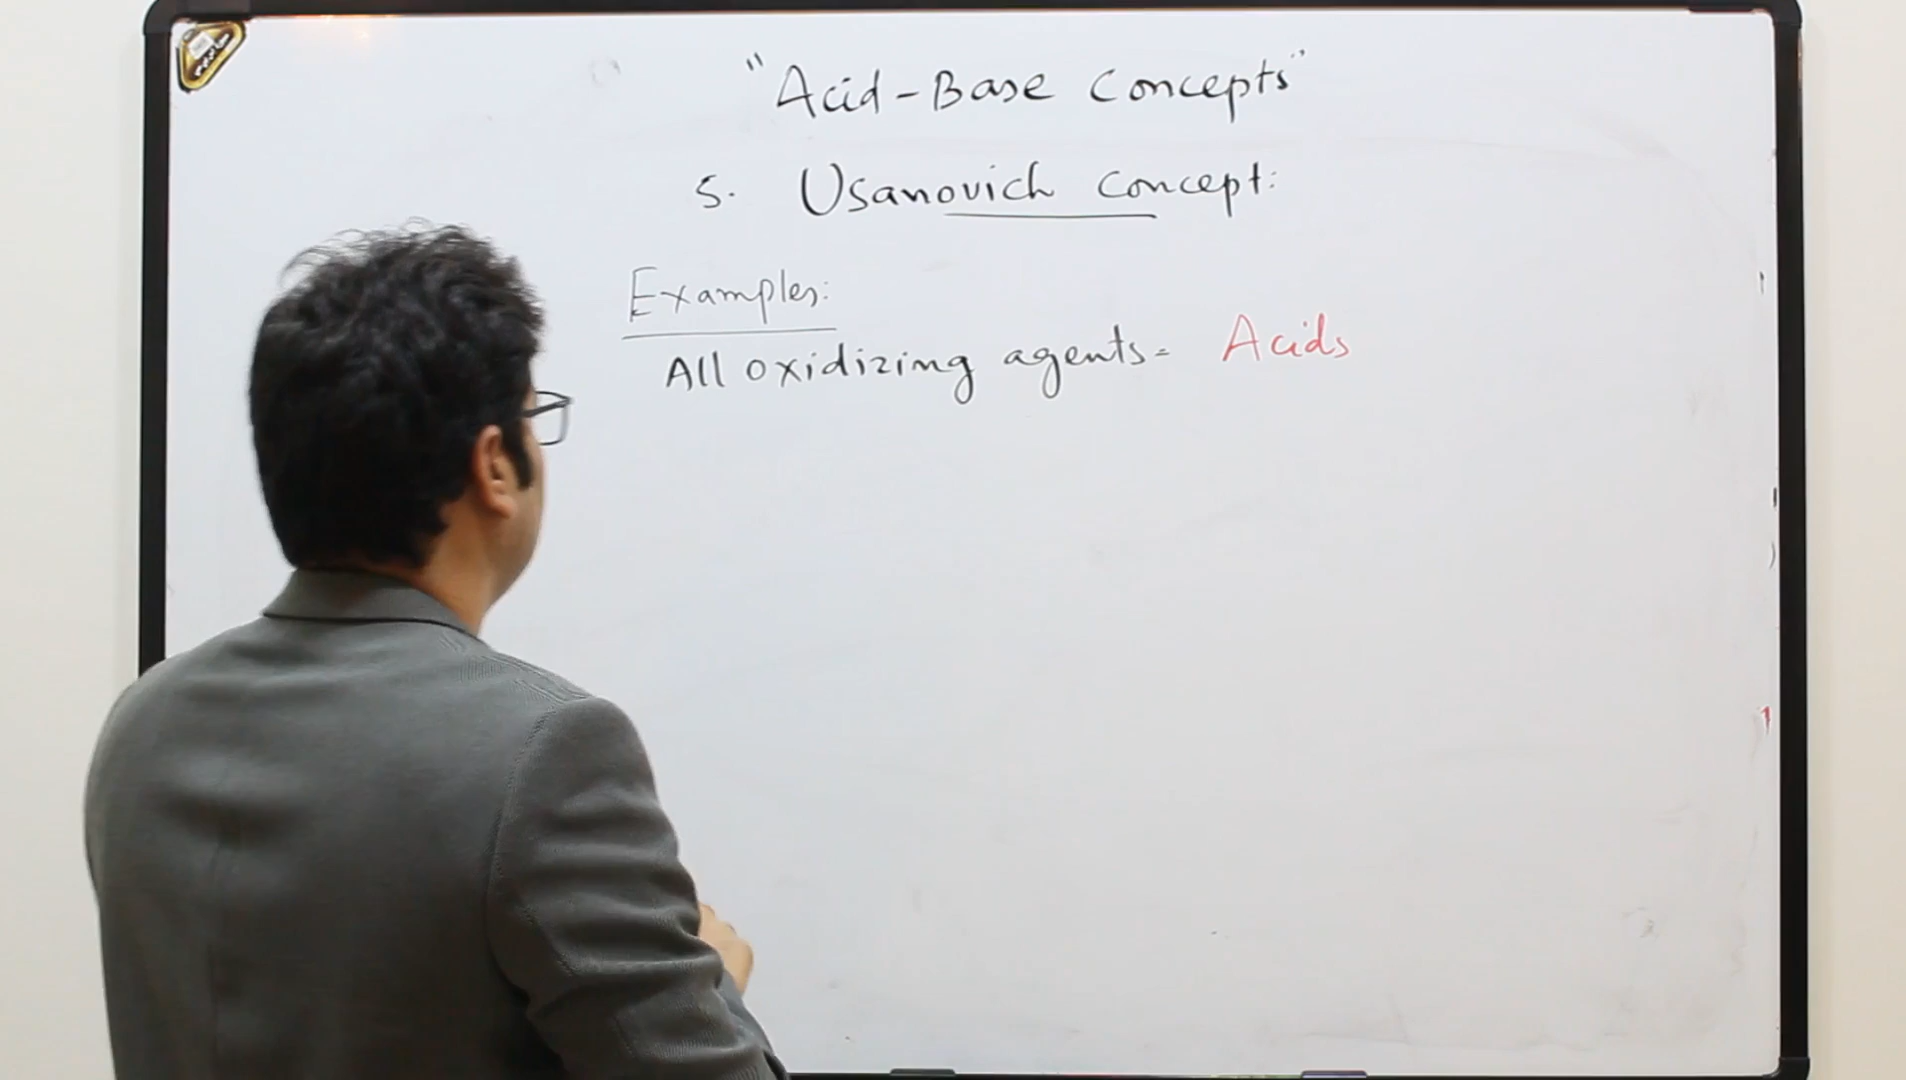 "Acid-Base Concepts"
5. Usanovich Concept:
Examples:
All oxidizing agents = Acids